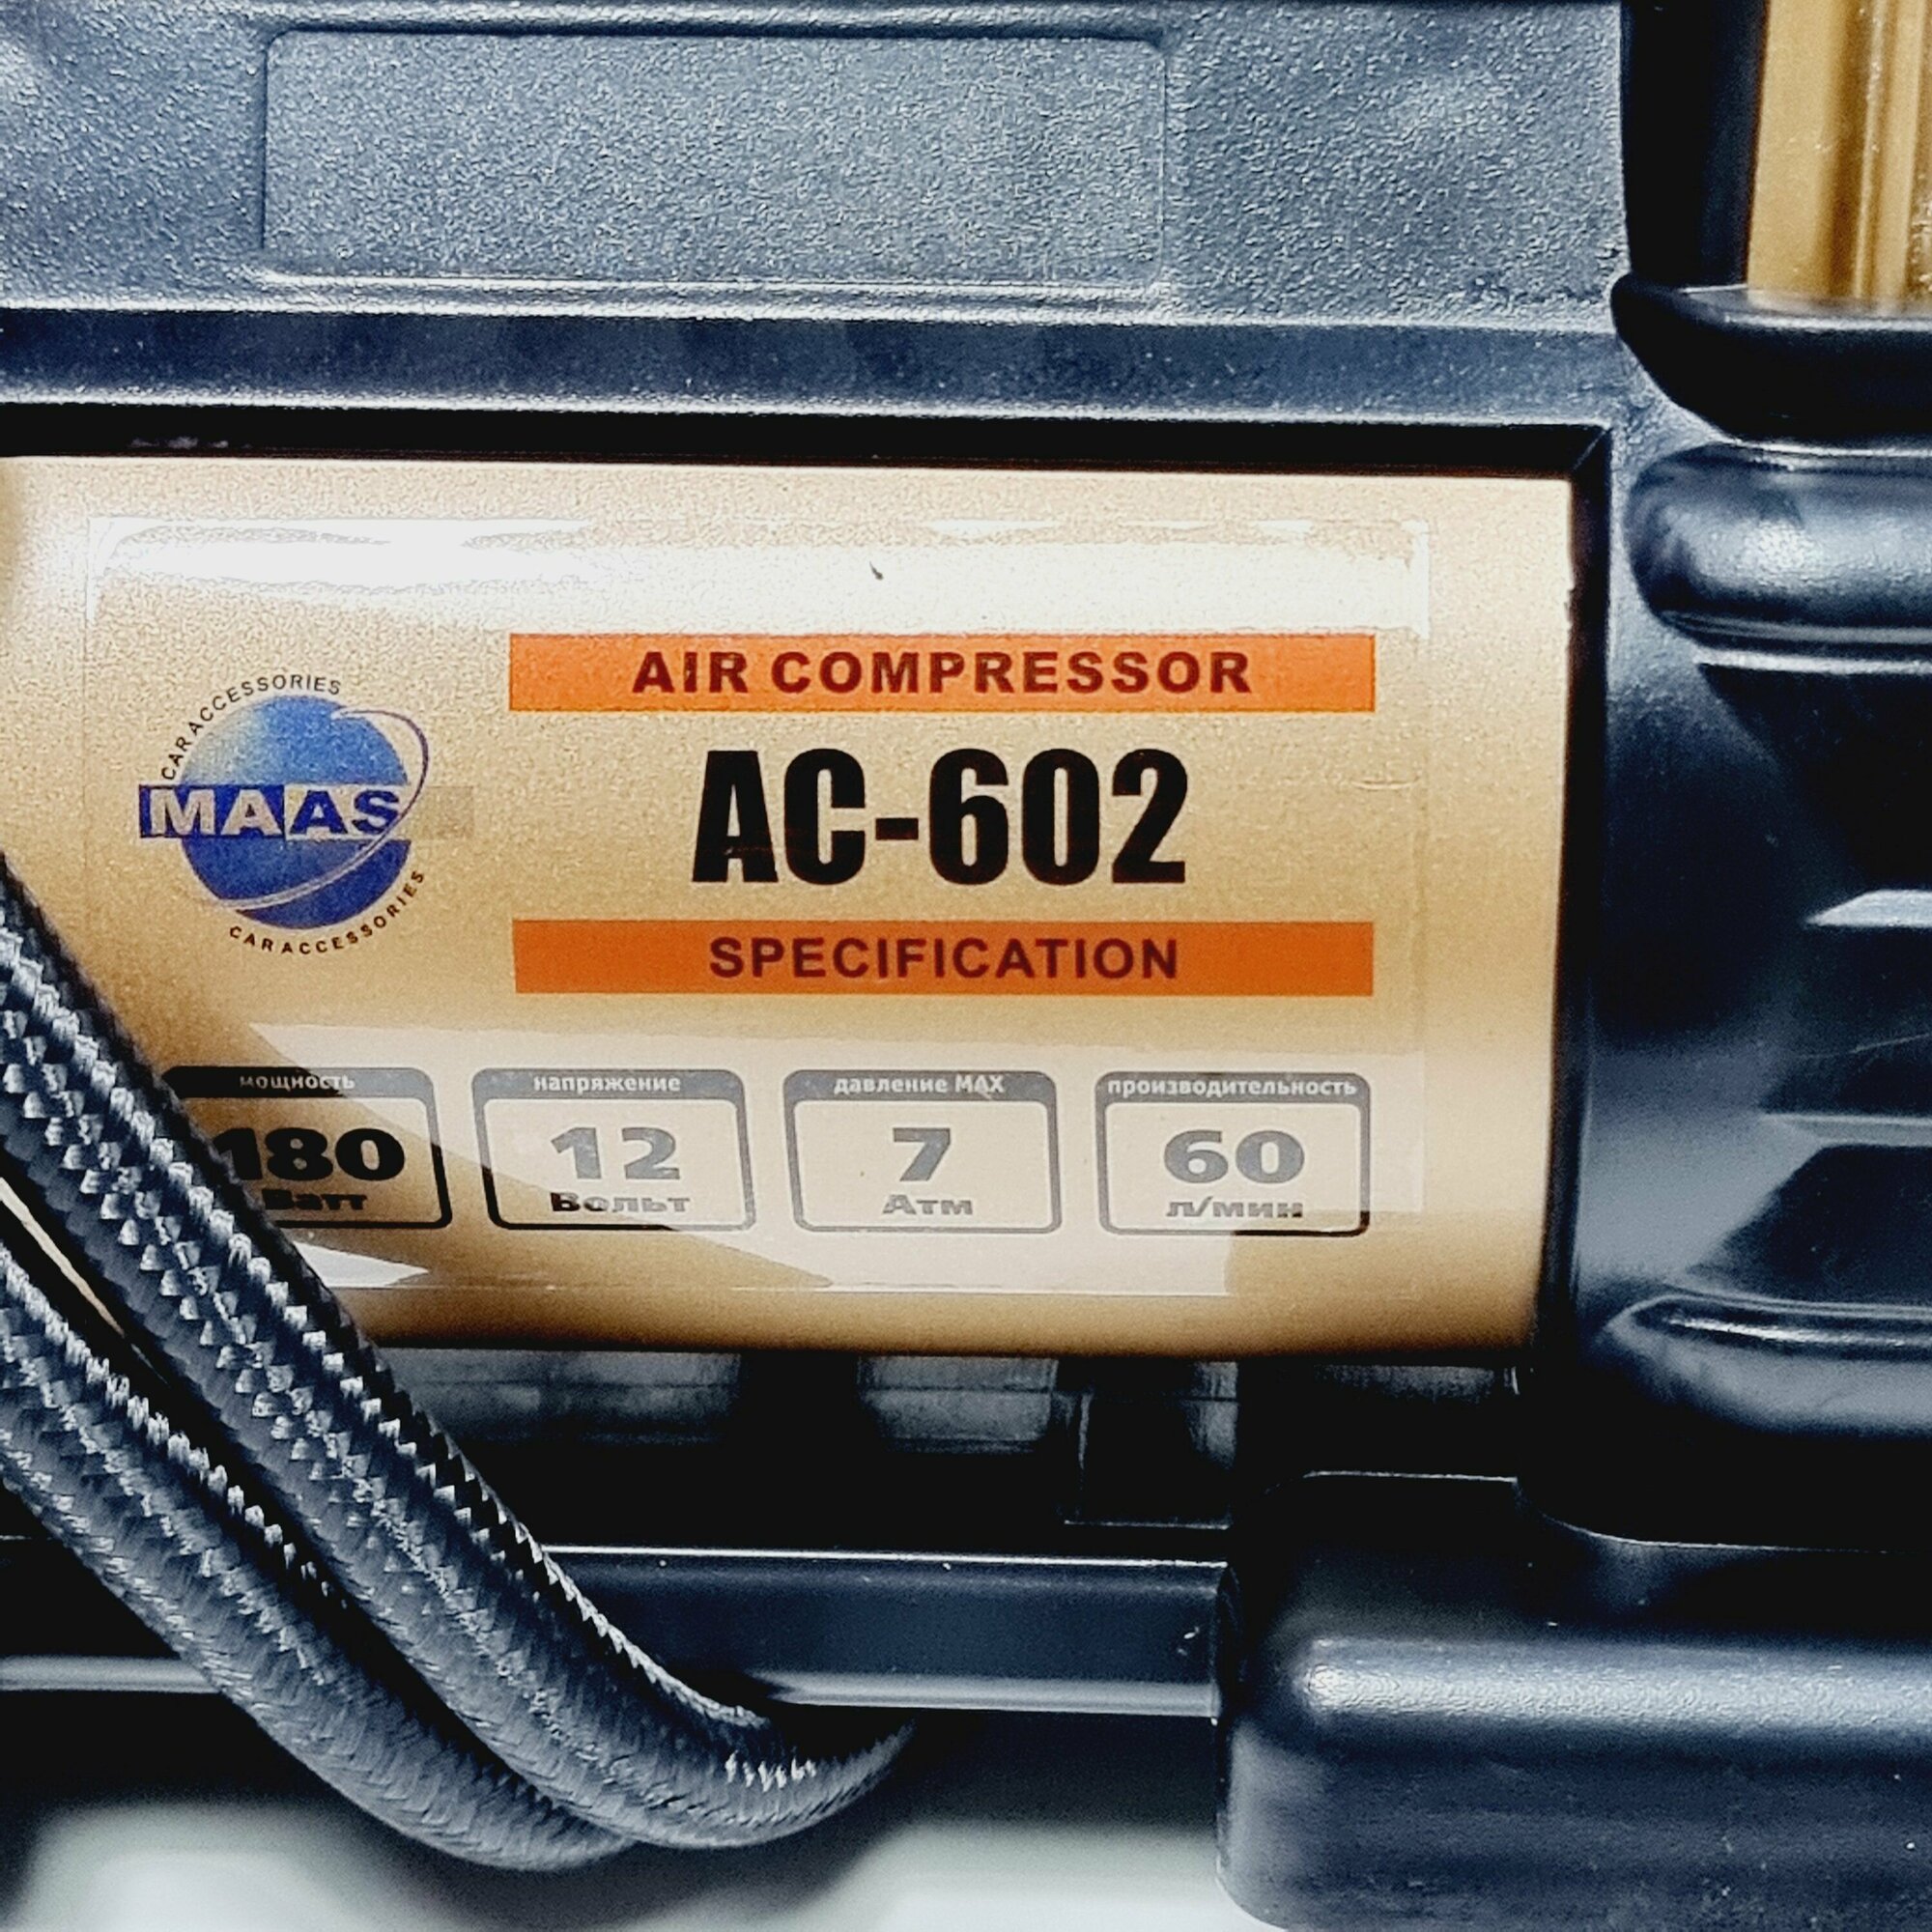 AIR COMPRESSOR
CAR ACCESSORIES
MAAS
CAR ACCESSORIES
AC-602
SPECIFICATION
мощность
180
Ватт
напряжение
12
Вольт
давление MAX
7
Атм
производительность
60
л/мин